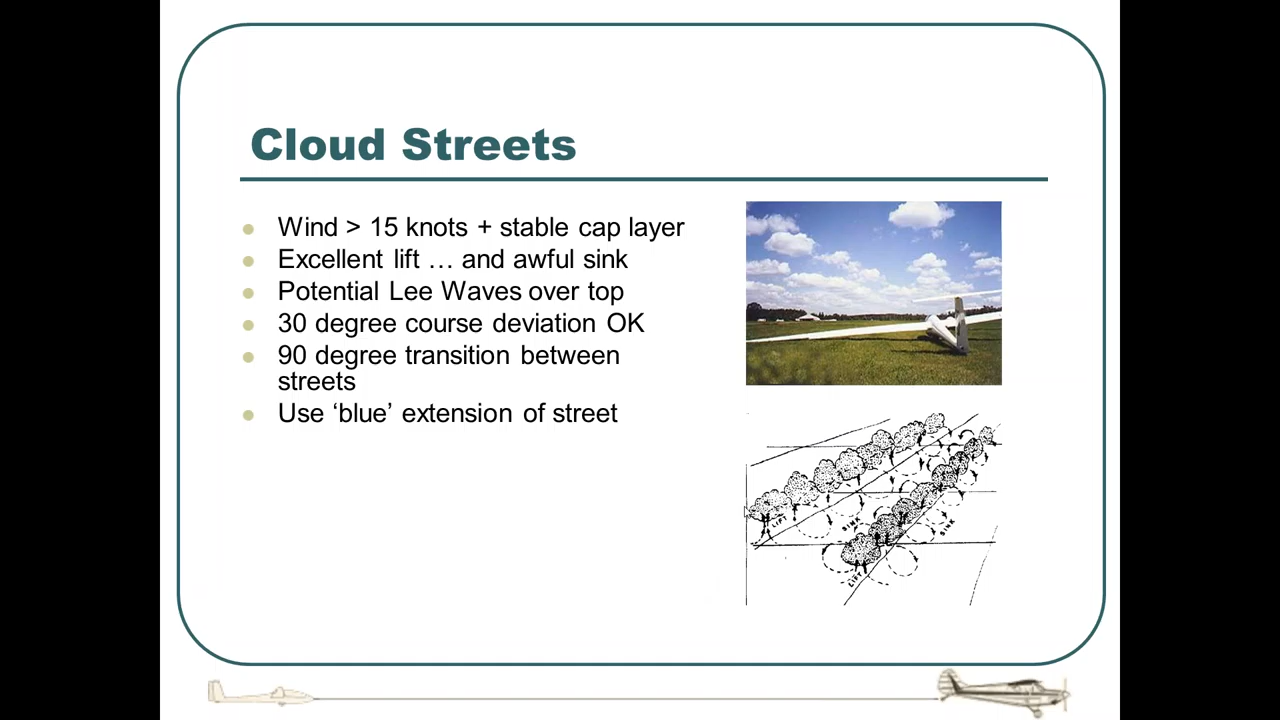 Cloud Streets
Wind > 15 knots + stable cap layer
Excellent lift … and awful sink
Potential Lee Waves over top
30 degree course deviation OK
90 degree transition between
streets
Use ‘blue’ extension of street
LIFT
SINK
SINK
LIFT